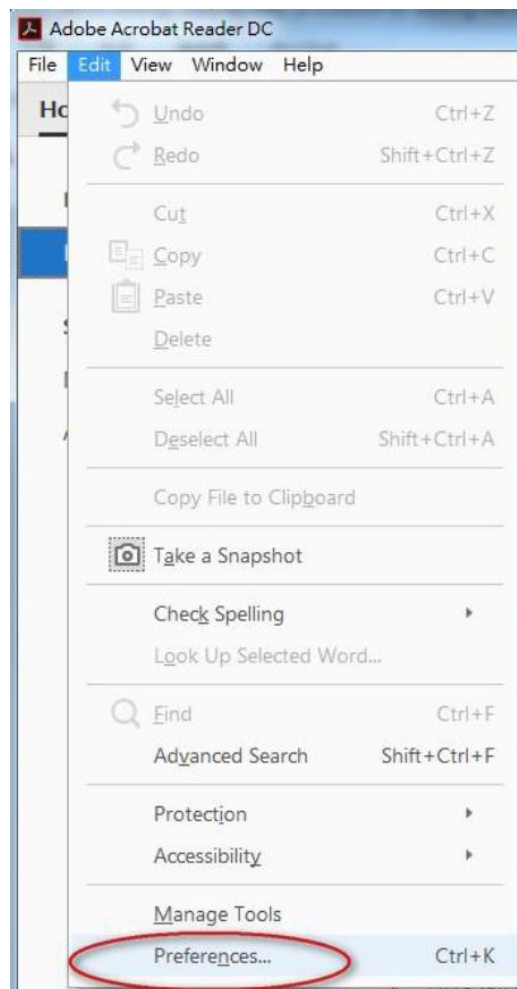 Adobe Acrobat Reader DC
File Edit View Window Help
Undo Ctrl+Z
Redo Shift+Ctrl+Z
Cut Ctrl+X
Copy Ctrl+C
Paste Ctrl+V
Delete
Select All Ctrl+A
Deselect All Shift+Ctrl+A
Copy File to Clipboard
Take a Snapshot
Check Spelling
Look Up Selected Word...
Find Ctrl+F
Advanced Search Shift+Ctrl+F
Protection
Accessibility
Manage Tools
Preferences... Ctrl+K